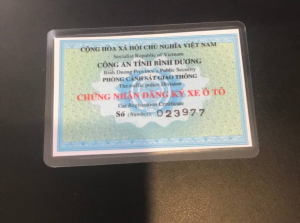 CỘNG HÒA XÃ HỘI CHỦ NGHĨA VIỆT NAM
Socialist Republic of Vietnam
CÔNG AN TỈNH BÌNH DƯƠNG
Binh Duong Province's Public Security
PHÒNG CẢNH SÁT GIAO THÔNG
The traffic police Division
CHỨNG NHẬN ĐĂNG KÝ XE Ô TÔ
Car Registration Certificate
Số (Number): 023977